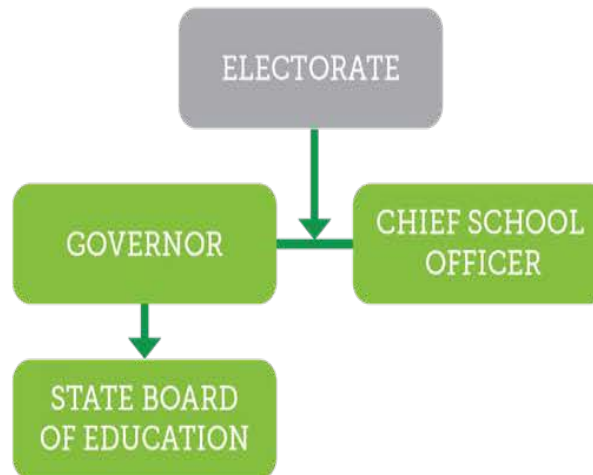 ELECTORATE
GOVERNOR
CHIEF SCHOOL
OFFICER
STATE BOARD
OF EDUCATION